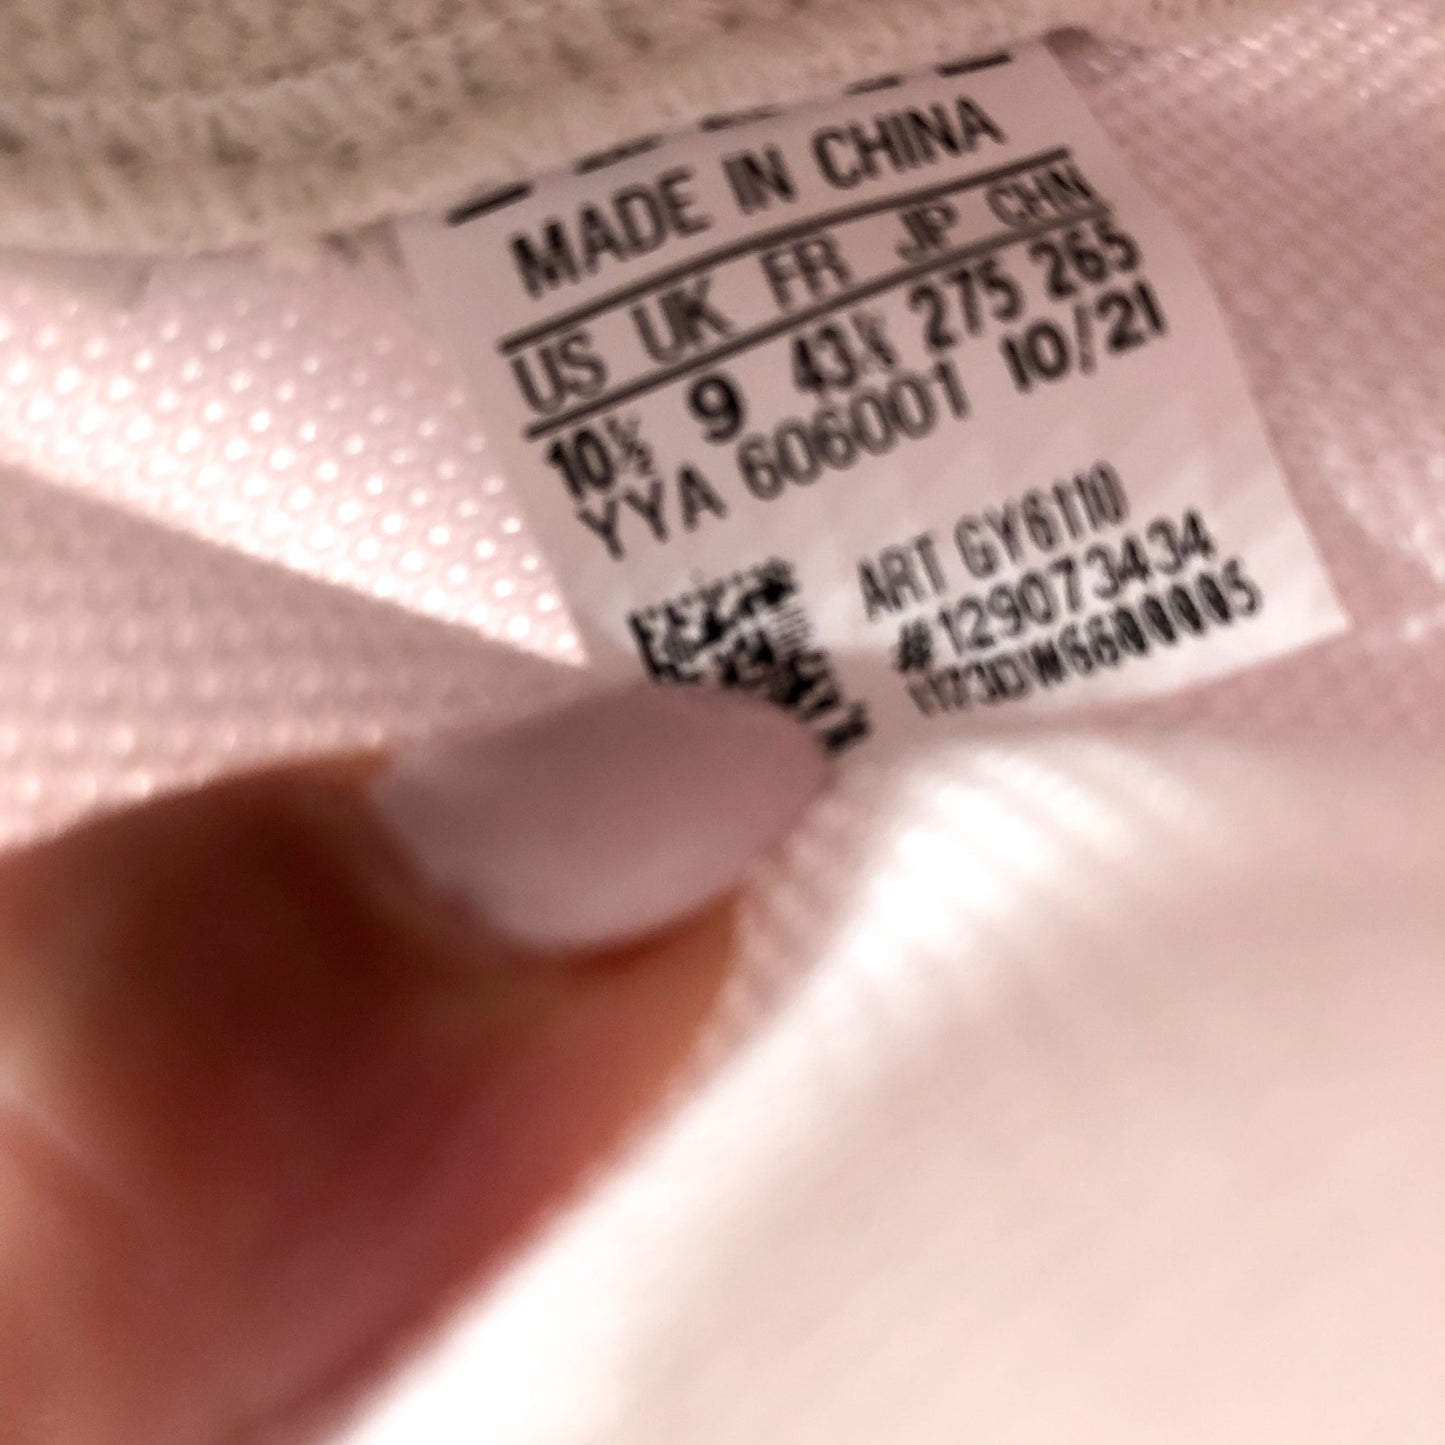 MADE IN CHINA
US UK FR JP CHN
10½ 9 43⅓ 275 265
YYA 606001 10/21
ART GY6110
#129073434